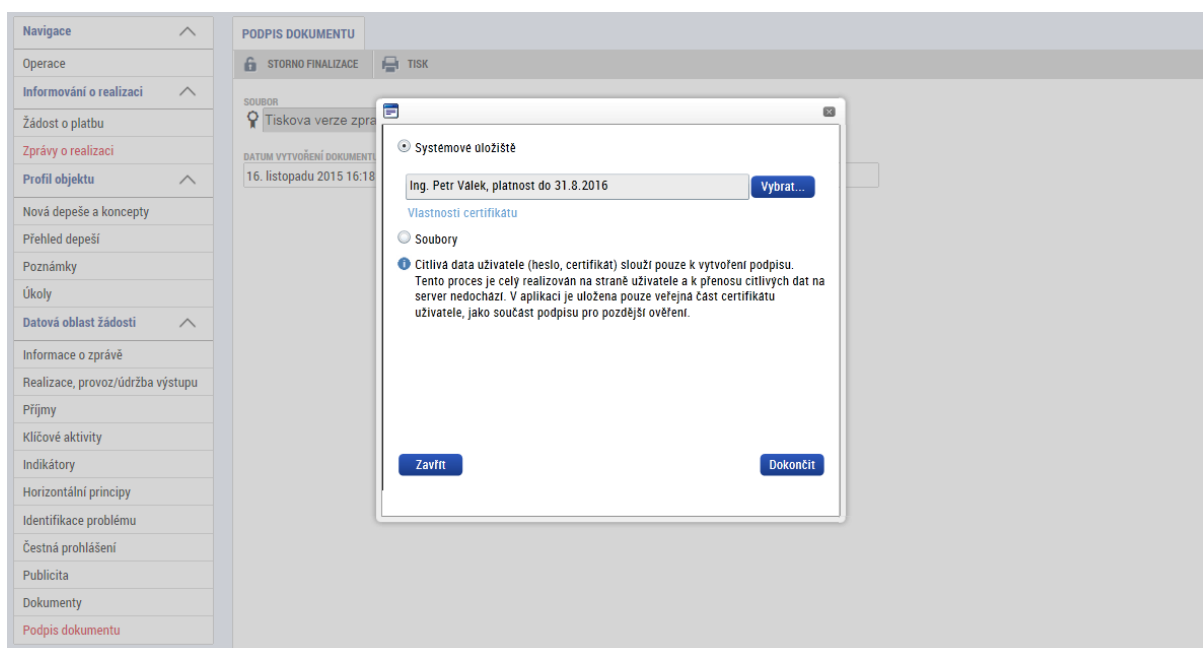 Navigace
Operace
Informování o realizaci
Žádost o platbu
Zprávy o realizaci
Profil objektu
Nová depeše a koncepty
Přehled depeší
Poznámky
Úkoly
Datová oblast žádosti
Informace o zprávě
Realizace, provoz/údržba výstupu
Příjmy
Klíčové aktivity
Indikátory
Horizontální principy
Identifikace problému
Čestná prohlášení
Publicita
Dokumenty
Podpis dokumentu
PODPIS DOKUMENTU
STORNO FINALIZACE TISK
SOUBOR
Tiskova verze zpra
DATUM VYTVOŘENÍ DOKUMENTU
16. listopadu 2015 16:18
Systémové úložiště
Ing. Petr Válek, platnost do 31.8.2016 Vybrat...
Vlastnosti certifikátu
Soubory
Citlivá data uživatele (heslo, certifikát) slouží pouze k vytvoření podpisu.
Tento proces je celý realizován na straně uživatele a k přenosu citlivých dat na
server nedochází. V aplikaci je uložena pouze veřejná část certifikátu
uživatele, jako součást podpisu pro pozdější ověření.
Zavřít Dokončit